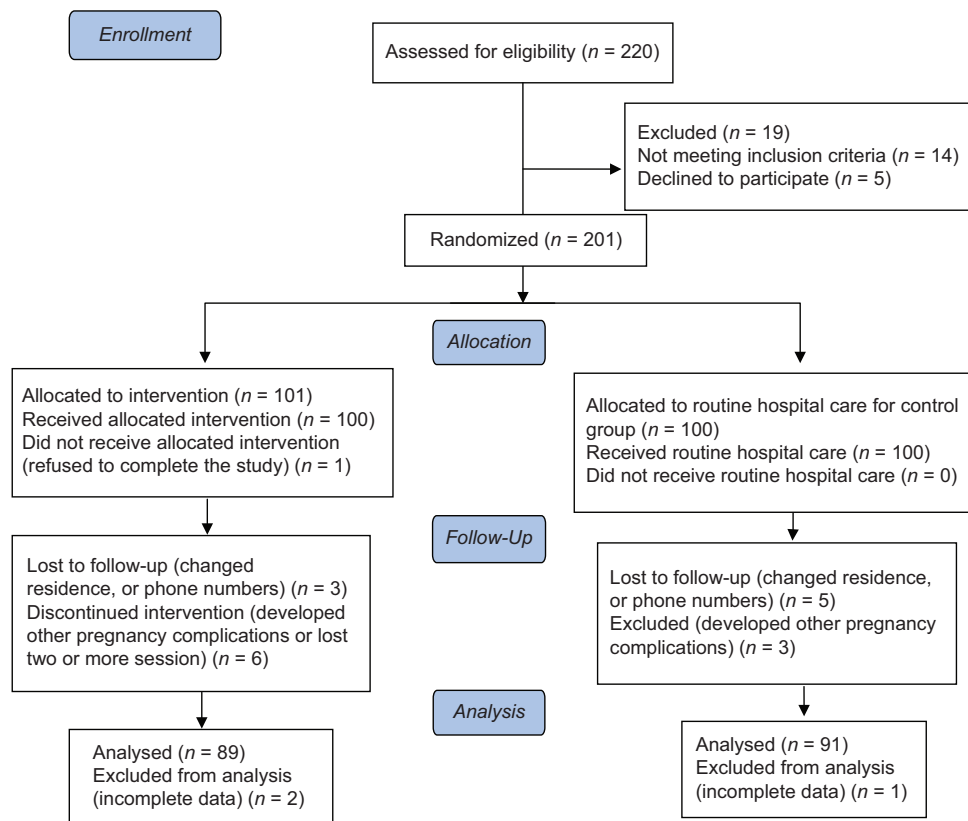 Enrollment
Assessed for eligibility (n = 220)
Excluded (n = 19)
Not meeting inclusion criteria (n = 14)
Declined to participate (n = 5)
Randomized (n = 201)
Allocation
Allocated to intervention (n = 101)
Received allocated intervention (n = 100)
Did not receive allocated intervention
(refused to complete the study) (n = 1)
Allocated to routine hospital care for control
group (n = 100)
Received routine hospital care (n = 100)
Did not receive routine hospital care (n = 0)
Follow-Up
Lost to follow-up (changed
residence, or phone numbers) (n = 3)
Discontinued intervention (developed
other pregnancy complications or lost
two or more session) (n = 6)
Lost to follow-up (changed residence,
or phone numbers) (n = 5)
Excluded (developed other pregnancy
complications) (n = 3)
Analysis
Analysed (n = 89)
Excluded from analysis
(incomplete data) (n = 2)
Analysed (n = 91)
Excluded from analysis
(incomplete data) (n = 1)